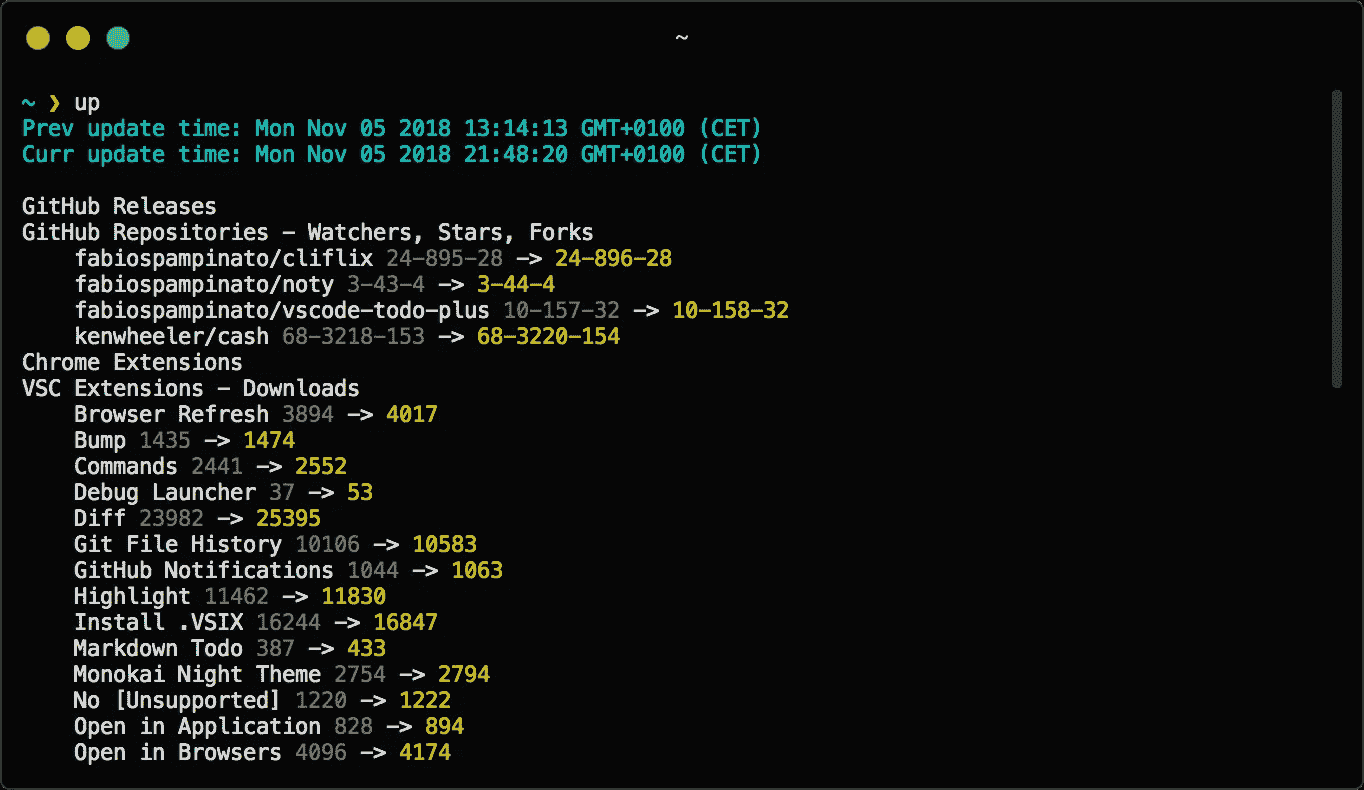 ~
~ ❯ up
Prev update time: Mon Nov 05 2018 13:14:13 GMT+0100 (CET)
Curr update time: Mon Nov 05 2018 21:48:20 GMT+0100 (CET)
GitHub Releases
GitHub Repositories - Watchers, Stars, Forks
fabiospampinato/cliflix 24-895-28 -> 24-896-28
fabiospampinato/noty 3-43-4 -> 3-44-4
fabiospampinato/vscode-todo-plus 10-157-32 -> 10-158-32
kenwheeler/cash 68-3218-153 -> 68-3220-154
Chrome Extensions
VSC Extensions - Downloads
Browser Refresh 3894 -> 4017
Bump 1435 -> 1474
Commands 2441 -> 2552
Debug Launcher 37 -> 53
Diff 23982 -> 25395
Git File History 10106 -> 10583
GitHub Notifications 1044 -> 1063
Highlight 11462 -> 11830
Install .VSIX 16244 -> 16847
Markdown Todo 387 -> 433
Monokai Night Theme 2754 -> 2794
No [Unsupported] 1220 -> 1222
Open in Application 828 -> 894
Open in Browsers 4096 -> 4174